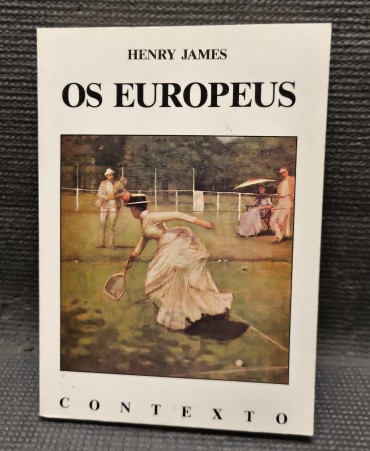 HENRY JAMES
OS EUROPEUS
CONTEXTO